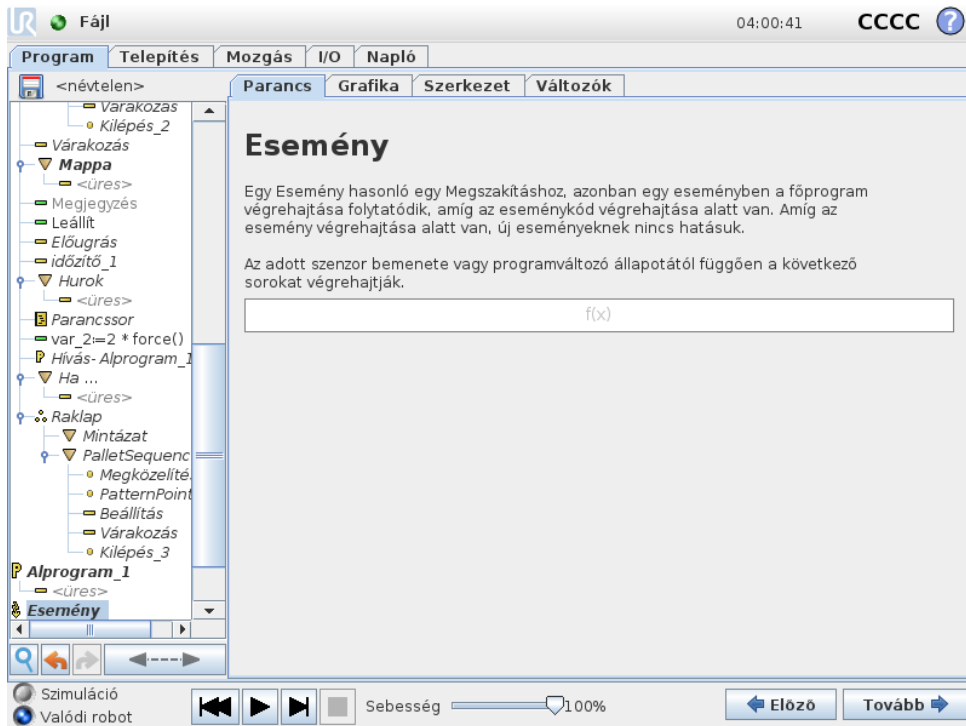 UR Fájl 04:00:41 CCCC ?
Program Telepítés Mozgás I/O Napló
<névtelen>
Parancs Grafika Szerkezet Változók
Várakozás
Kilépés_2
Várakozás
Mappa
<üres>
Megjegyzés
Leállít
Előugrás
időzítő_1
Hurok
<üres>
Parancssor
var_2:=2 * force()
Hívás- Alprogram_1
Ha ...
<üres>
Raklap
Mintázat
PalletSequenc
Megközelítés
PatternPoint
Beállítás
Várakozás
Kilépés_3
Alprogram_1
<üres>
Esemény
Esemény
Egy Esemény hasonló egy Megszakításhoz, azonban egy eseményben a főprogram
végrehajtása folytatódik, amíg az eseménykód végrehajtása alatt van. Amíg az
esemény végrehajtása alatt van, új eseményeknek nincs hatásuk.
Az adott szenzor bemenete vagy programváltozó állapotától függően a következő
sorokat végrehajtják.
f(x)
Szimuláció
Valódi robot
Sebesség 100%
Előző Tovább